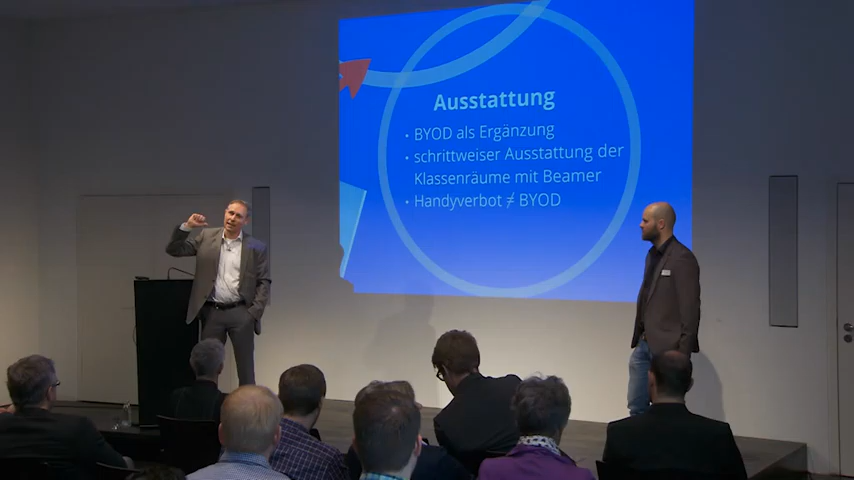 Ausstattung
• BYOD als Ergänzung
• schrittweiser Ausstattung der
Klassenräume mit Beamer
• Handyverbot ≠ BYOD